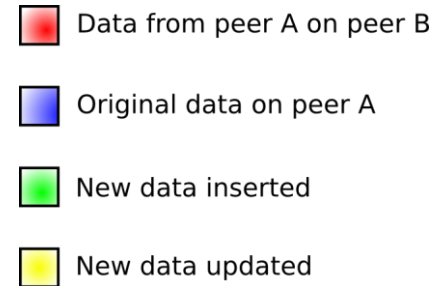 Data from peer A on peer B
Original data on peer A
New data inserted
New data updated